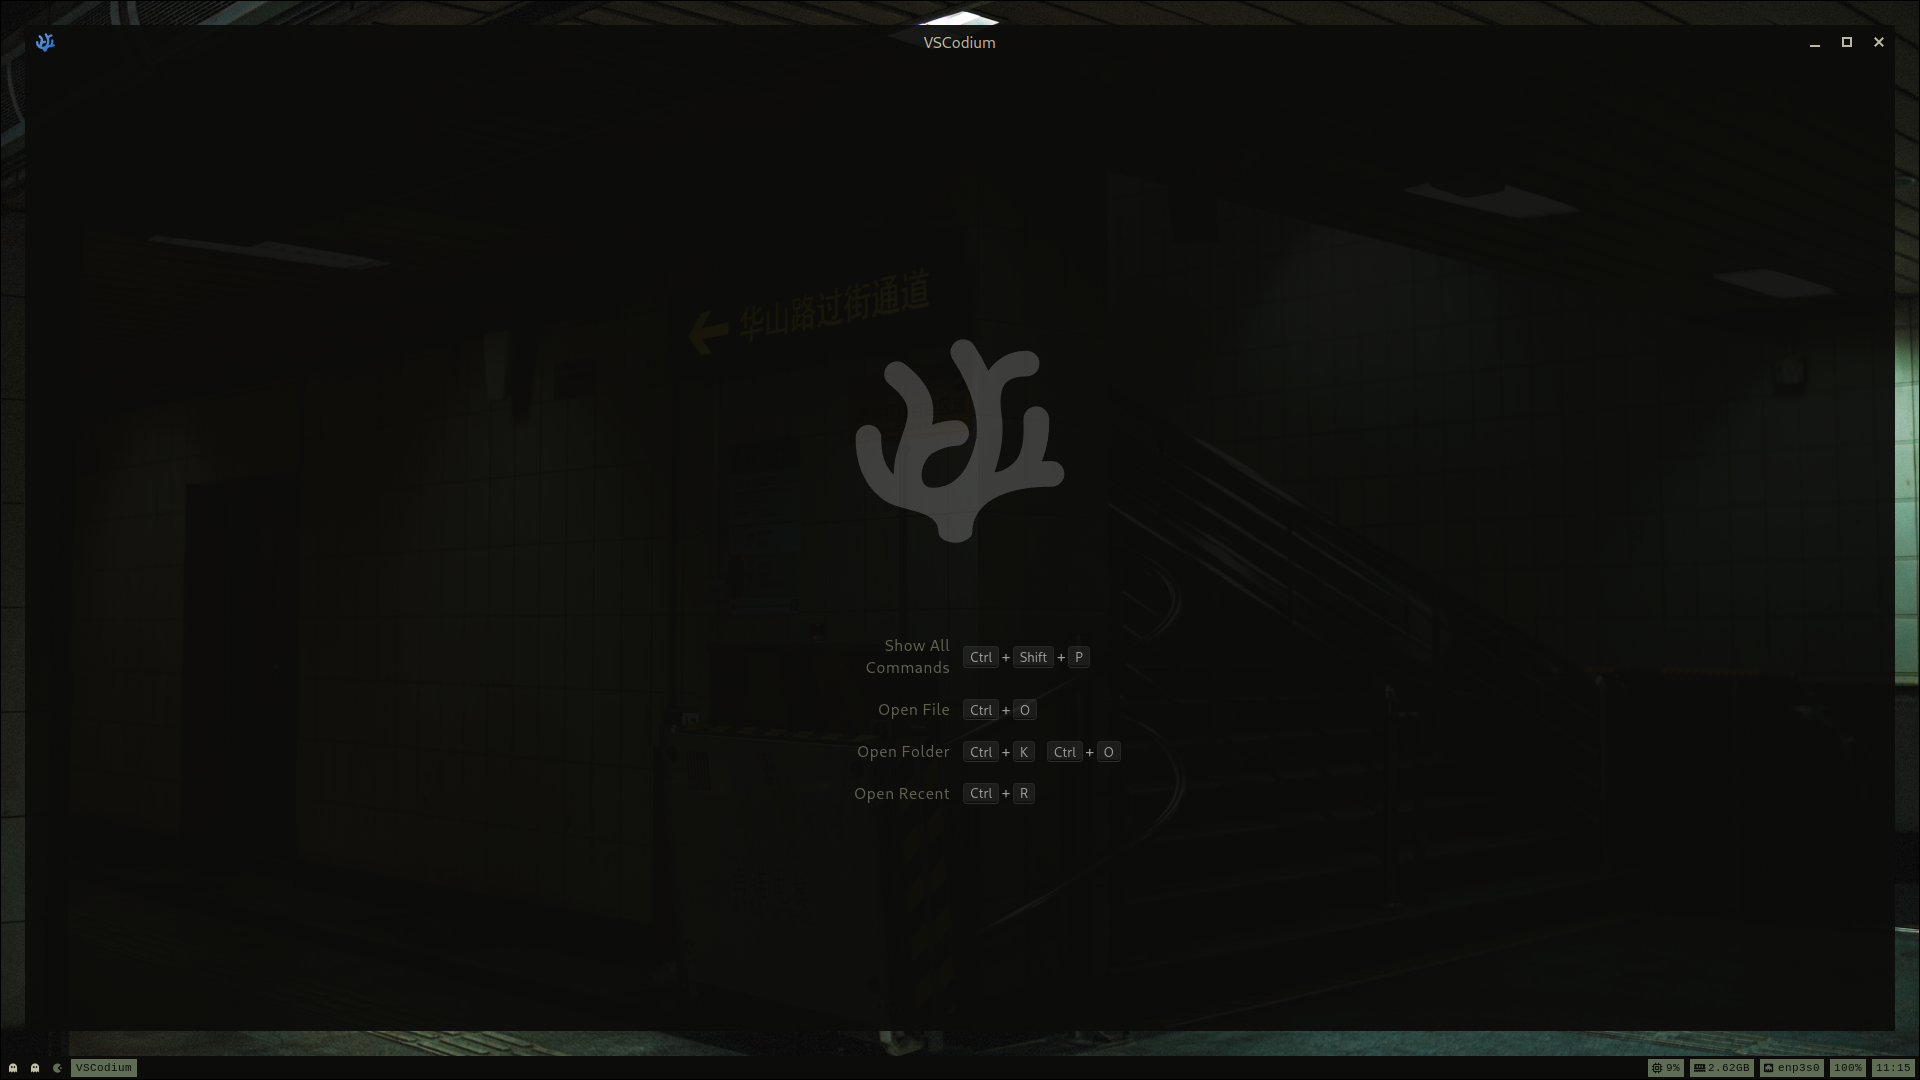 VSCodium
华山路过街通道
Show All Commands Ctrl + Shift + P
Open File Ctrl + O
Open Folder Ctrl + K Ctrl + O
Open Recent Ctrl + R
VSCodium 9% 2.62GB enp3s0 100% 11:15